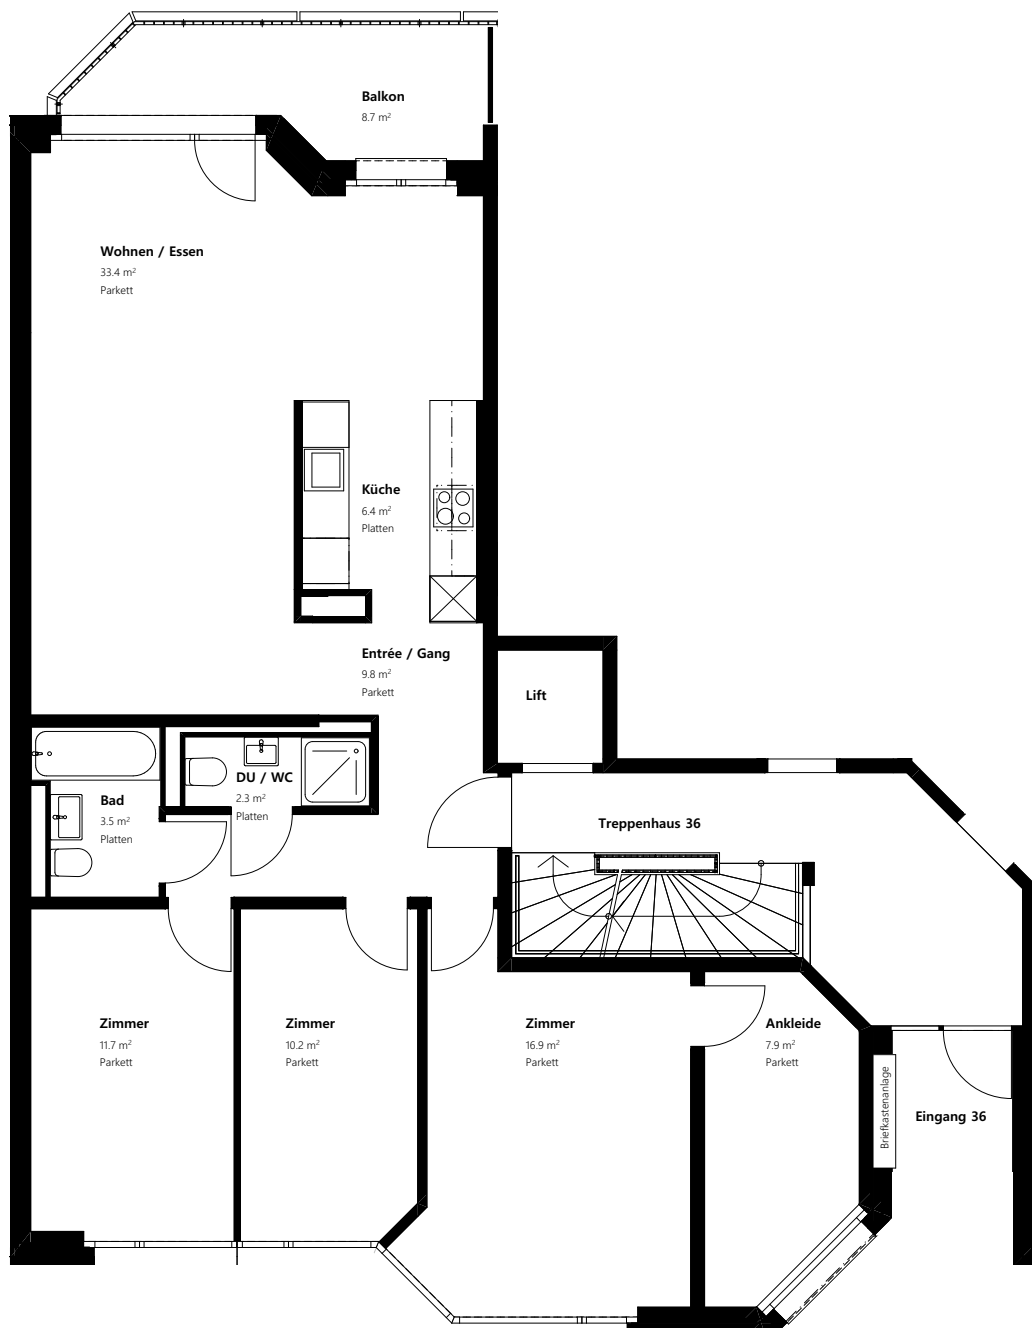 Balkon
8.7 m²
Wohnen / Essen
33.4 m²
Parkett
Küche
6.4 m²
Platten
Entrée / Gang
9.8 m²
Parkett
Lift
DU / WC
2.3 m²
Platten
Bad
3.5 m²
Platten
Treppenhaus 36
Zimmer
11.7 m²
Parkett
Zimmer
10.2 m²
Parkett
Zimmer
16.9 m²
Parkett
Ankleide
7.9 m²
Parkett
Briefkastenanlage
Eingang 36